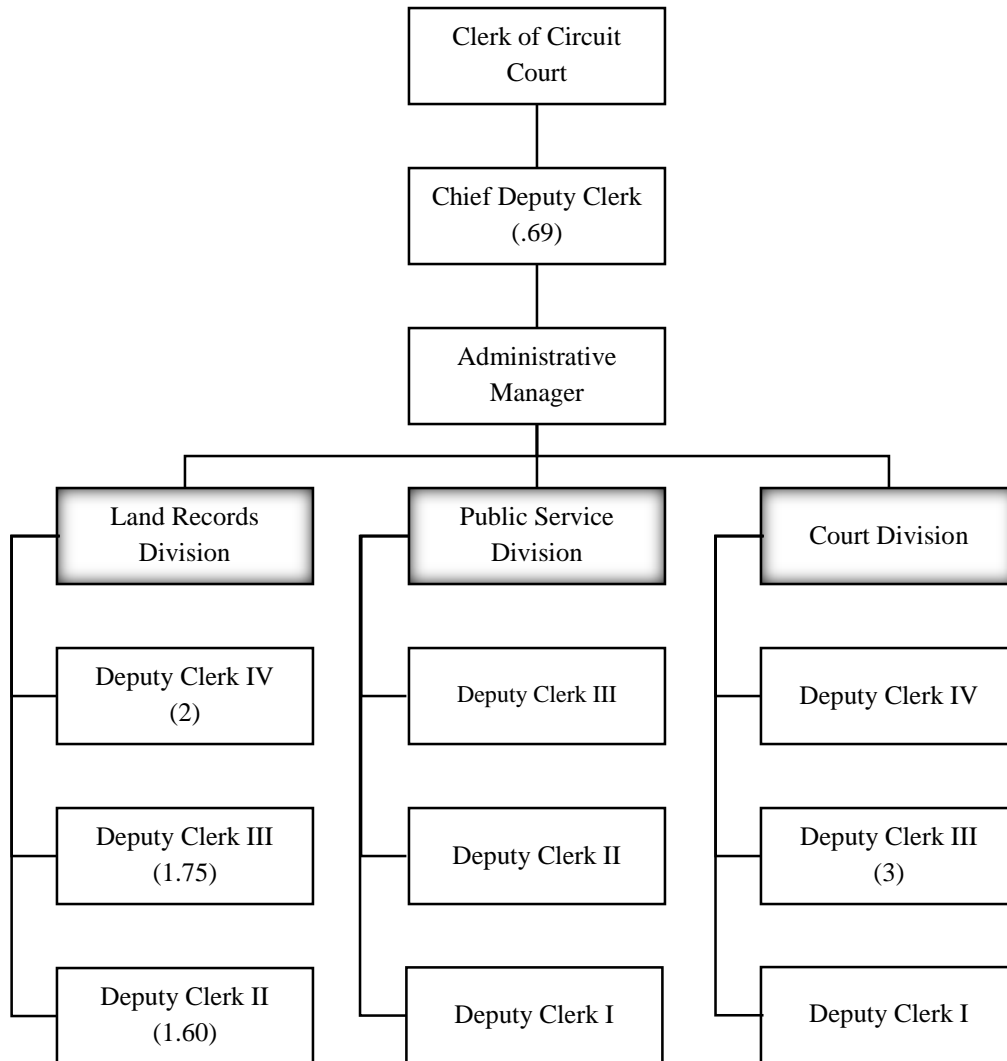 Clerk of Circuit
Court
Chief Deputy Clerk
(.69)
Administrative
Manager
Land Records
Division
Public Service
Division
Court Division
Deputy Clerk IV
(2)
Deputy Clerk III
Deputy Clerk IV
Deputy Clerk III
(1.75)
Deputy Clerk II
Deputy Clerk III
(3)
Deputy Clerk II
(1.60)
Deputy Clerk I
Deputy Clerk I